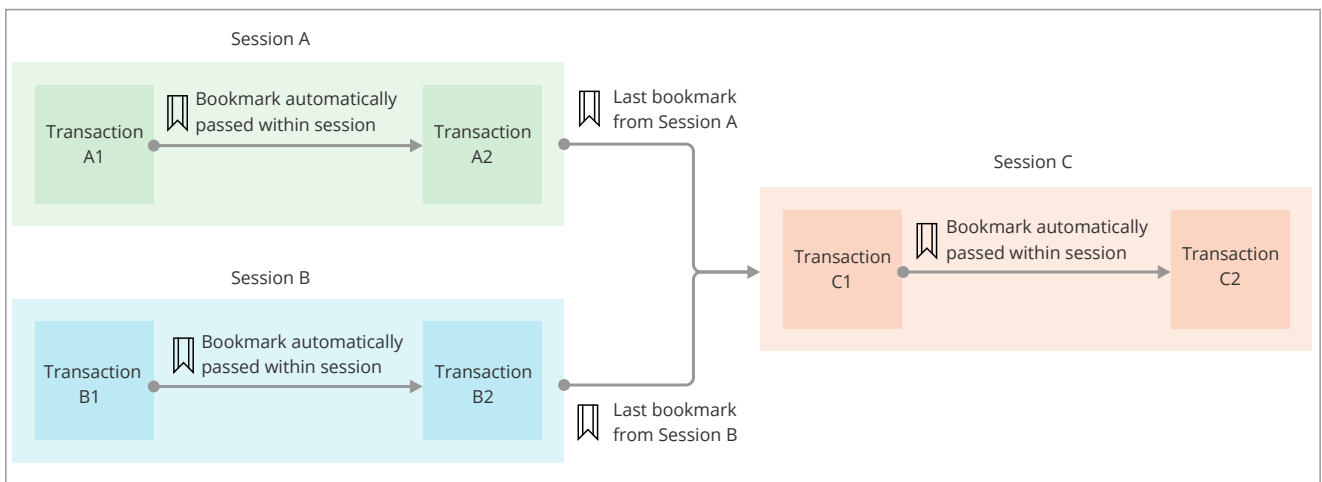 Session A
Transaction
A1
Bookmark automatically
passed within session
Transaction
A2
Last bookmark
from Session A
Session B
Transaction
B1
Bookmark automatically
passed within session
Transaction
B2
Last bookmark
from Session B
Session C
Transaction
C1
Bookmark automatically
passed within session
Transaction
C2